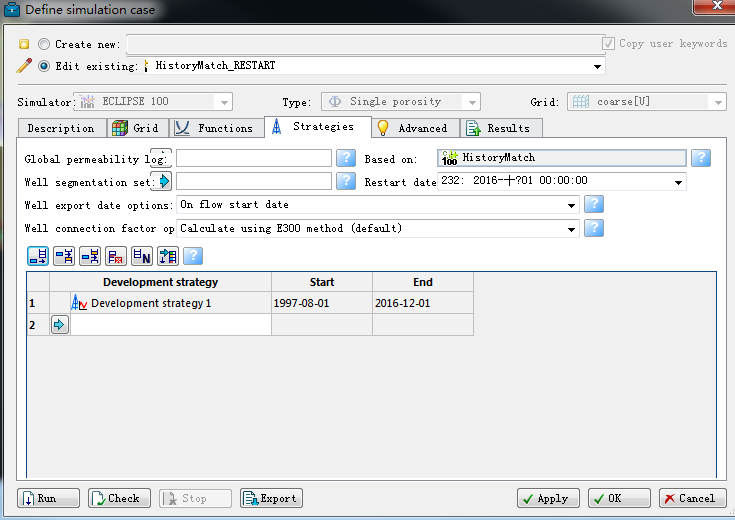 Define simulation case
Create new: Copy user keywords
Edit existing: HistoryMatch_RESTART
Simulator: ECLIPSE 100 Type: Single porosity Grid: coarse[U]
Description Grid Functions Strategies Advanced Results
Global permeability log: ? Based on: 100 HistoryMatch ?
Well segmentation set: ? Restart date 232: 2016-十?01 00:00:00
Well export date options: On flow start date ?
Well connection factor op Calculate using E300 method (default) ?
N ?
Development strategy Start End
1 Development strategy 1 1997-08-01 2016-12-01
2
Run Check Stop Export Apply OK Cancel